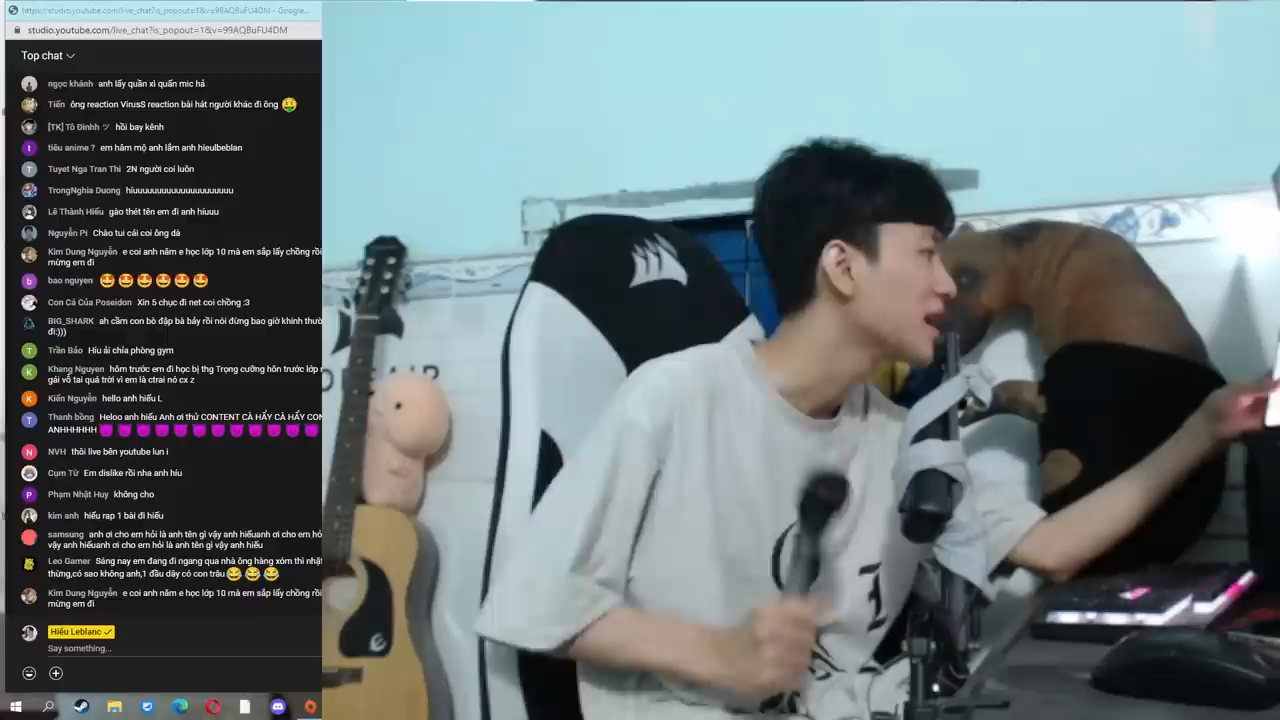 https://studio.youtube.com/live_chat?is_popout=1&v=99AQBuFU4DM - Google...
studio.youtube.com/live_chat?is_popout=1&v=99AQBuFU4DM
Top chat
ngọc khánh anh lấy quần xì quấn mic hả
Tiến ông reaction VirusS reaction bài hát người khác đi ông 🤑
[TK] Tô Đình ツ hồi bay kênh
tiêu anime ? em hâm mộ anh lắm anh hieulbeblan
Tuyet Nga Tran Thi 2N người coi luôn
TrongNghia Duong híuuuuuuuuuuuuuuuuuuuuuu
Lê Thành Hiếu gào thét tên em đi anh híuuu
Nguyễn Pi Chào tui cái coi ông dà
Kim Dung Nguyễn e coi anh năm e học lớp 10 mà em sắp lấy chồng rồi
mừng em đi
bao nguyen 🤩🤩🤩🤩🤩🤩
Con Cá Của Poseidon Xin 5 chục đi net coi chồng :3
BIG_SHARK ah cầm con bò đập bà bảy rồi nói đừng bao giờ khinh thườ
đi;)))
Trần Bảo Híu ải chỉa phòng gym
Khang Nguyen hôm trước em đi học bị thg Trọng cưỡng hôn trước lớp
gái vỗ tai quá trời vì em là ctrai nó cx z
Kiến Nguyễn hello anh hiếu L
Thanh bồng Heloo anh hiếu Anh ơi thử CONTENT CÀ HẨY CÀ HẨY CON
ANHHHHHH 😈😈😈😈😈😈😈😈😈😈😈😈
NVH thôi live bên youtube lun i
Cụm Từ Em dislike rồi nha anh híu
Phạm Nhật Huy không cho
kim anh hiếu rap 1 bài đi hiếu
samsung anh ơi cho em hỏi là anh tên gì vậy anh hiếuanh ơi cho em hỏ
vậy anh hiếuanh ơi cho em hỏi là anh tên gì vậy anh hiếu
Leo Gamer Sáng nay em đang đi ngang qua nhà ông hàng xóm thì nhặt
thừng,có sao không anh,1 đầu dây có con trâu😂😂😂
Kim Dung Nguyễn e coi anh năm e học lớp 10 mà em sắp lấy chồng rồi
mừng em đi
Hiếu Leblanc
Say something...